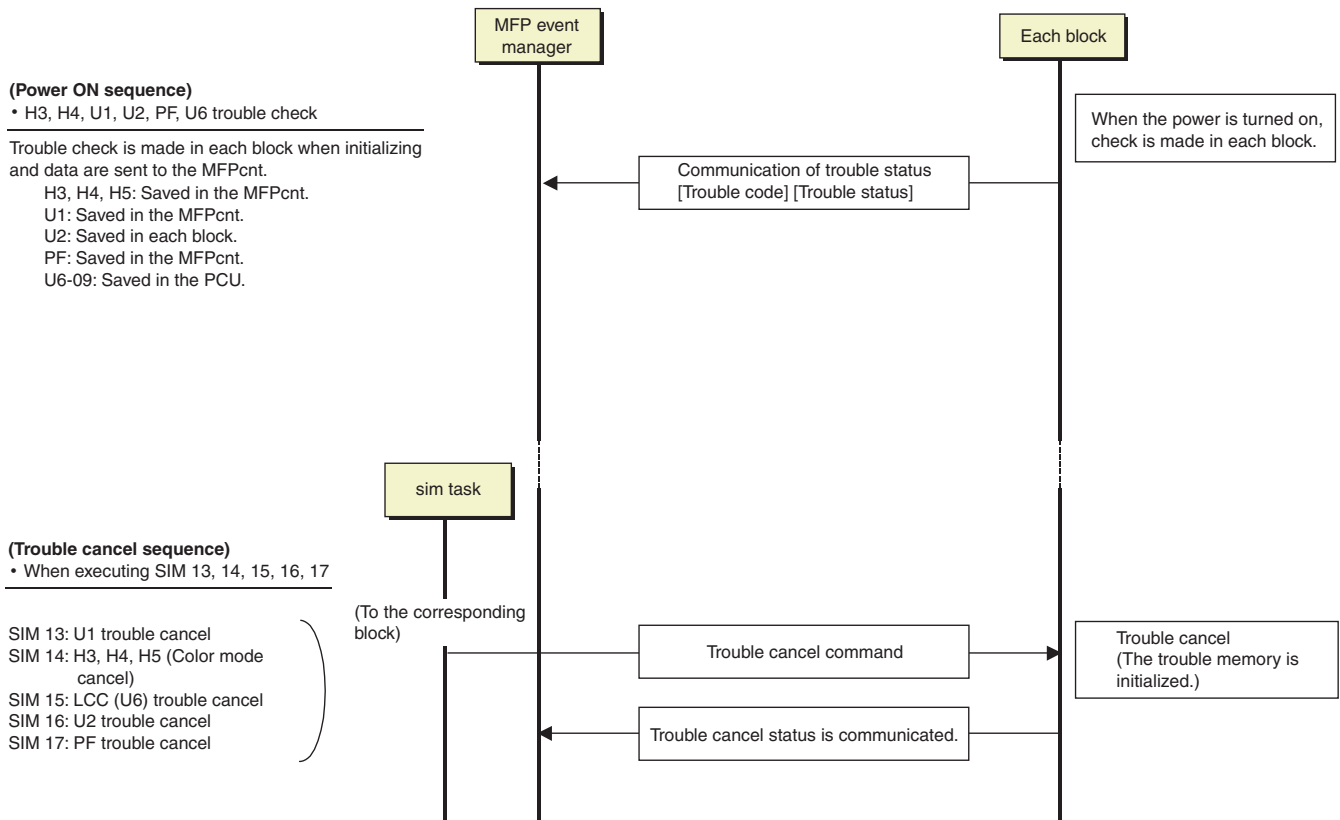 MFP event
manager
Each block
(Power ON sequence)
• H3, H4, U1, U2, PF, U6 trouble check
Trouble check is made in each block when initializing
and data are sent to the MFPcnt.
H3, H4, H5: Saved in the MFPcnt.
U1: Saved in the MFPcnt.
U2: Saved in each block.
PF: Saved in the MFPcnt.
U6-09: Saved in the PCU.
When the power is turned on,
check is made in each block.
Communication of trouble status
[Trouble code] [Trouble status]
sim task
(Trouble cancel sequence)
• When executing SIM 13, 14, 15, 16, 17
SIM 13: U1 trouble cancel
SIM 14: H3, H4, H5 (Color mode
cancel)
SIM 15: LCC (U6) trouble cancel
SIM 16: U2 trouble cancel
SIM 17: PF trouble cancel
(To the corresponding
block)
Trouble cancel command
Trouble cancel
(The trouble memory is
initialized.)
Trouble cancel status is communicated.